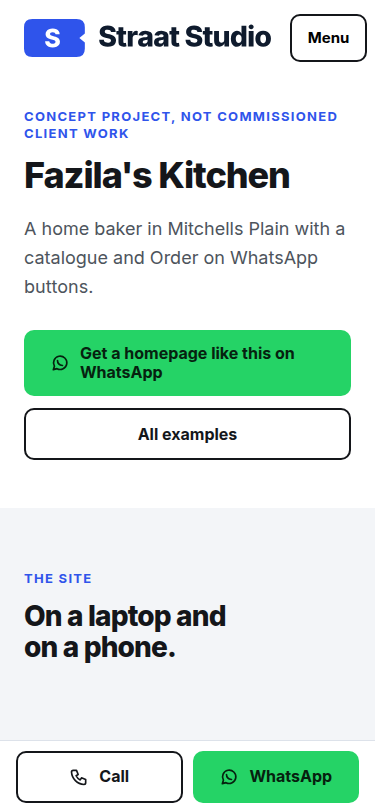 S
Straat Studio
Menu
CONCEPT PROJECT, NOT COMMISSIONED
CLIENT WORK
Fazila's Kitchen
A home baker in Mitchells Plain with a
catalogue and Order on WhatsApp
buttons.
Get a homepage like this on
WhatsApp
All examples
THE SITE
On a laptop and
on a phone.
Call
WhatsApp